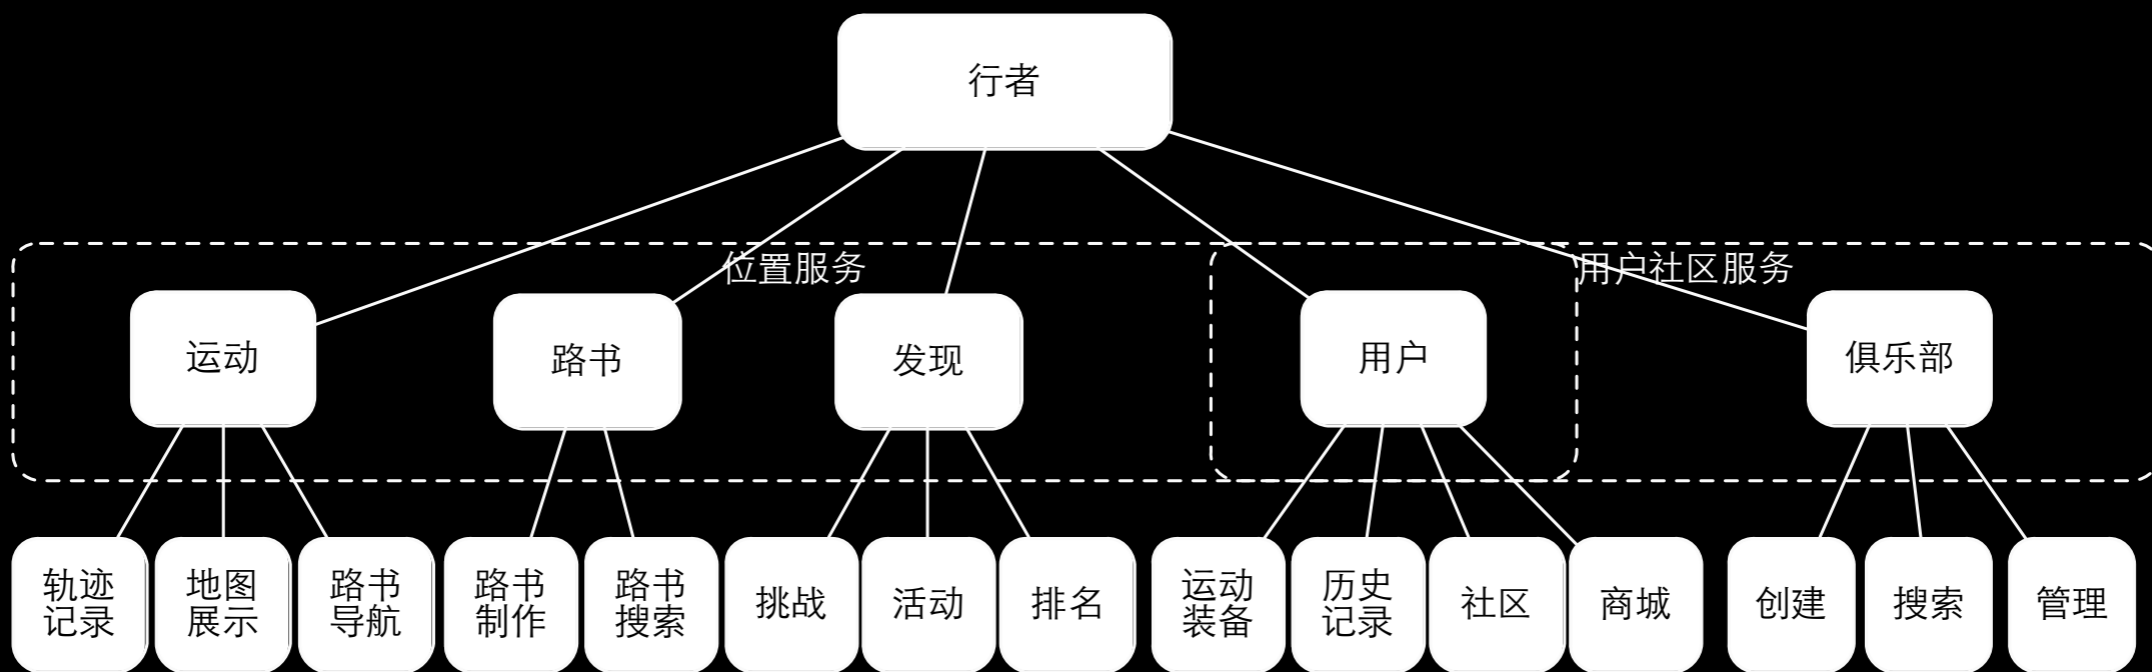 行者
位置服务
用户社区服务
运动
路书
发现
用户
俱乐部
轨迹
记录
地图
展示
路书
导航
路书
制作
路书
搜索
挑战
活动
排名
运动
装备
历史
记录
社区
商城
创建
搜索
管理